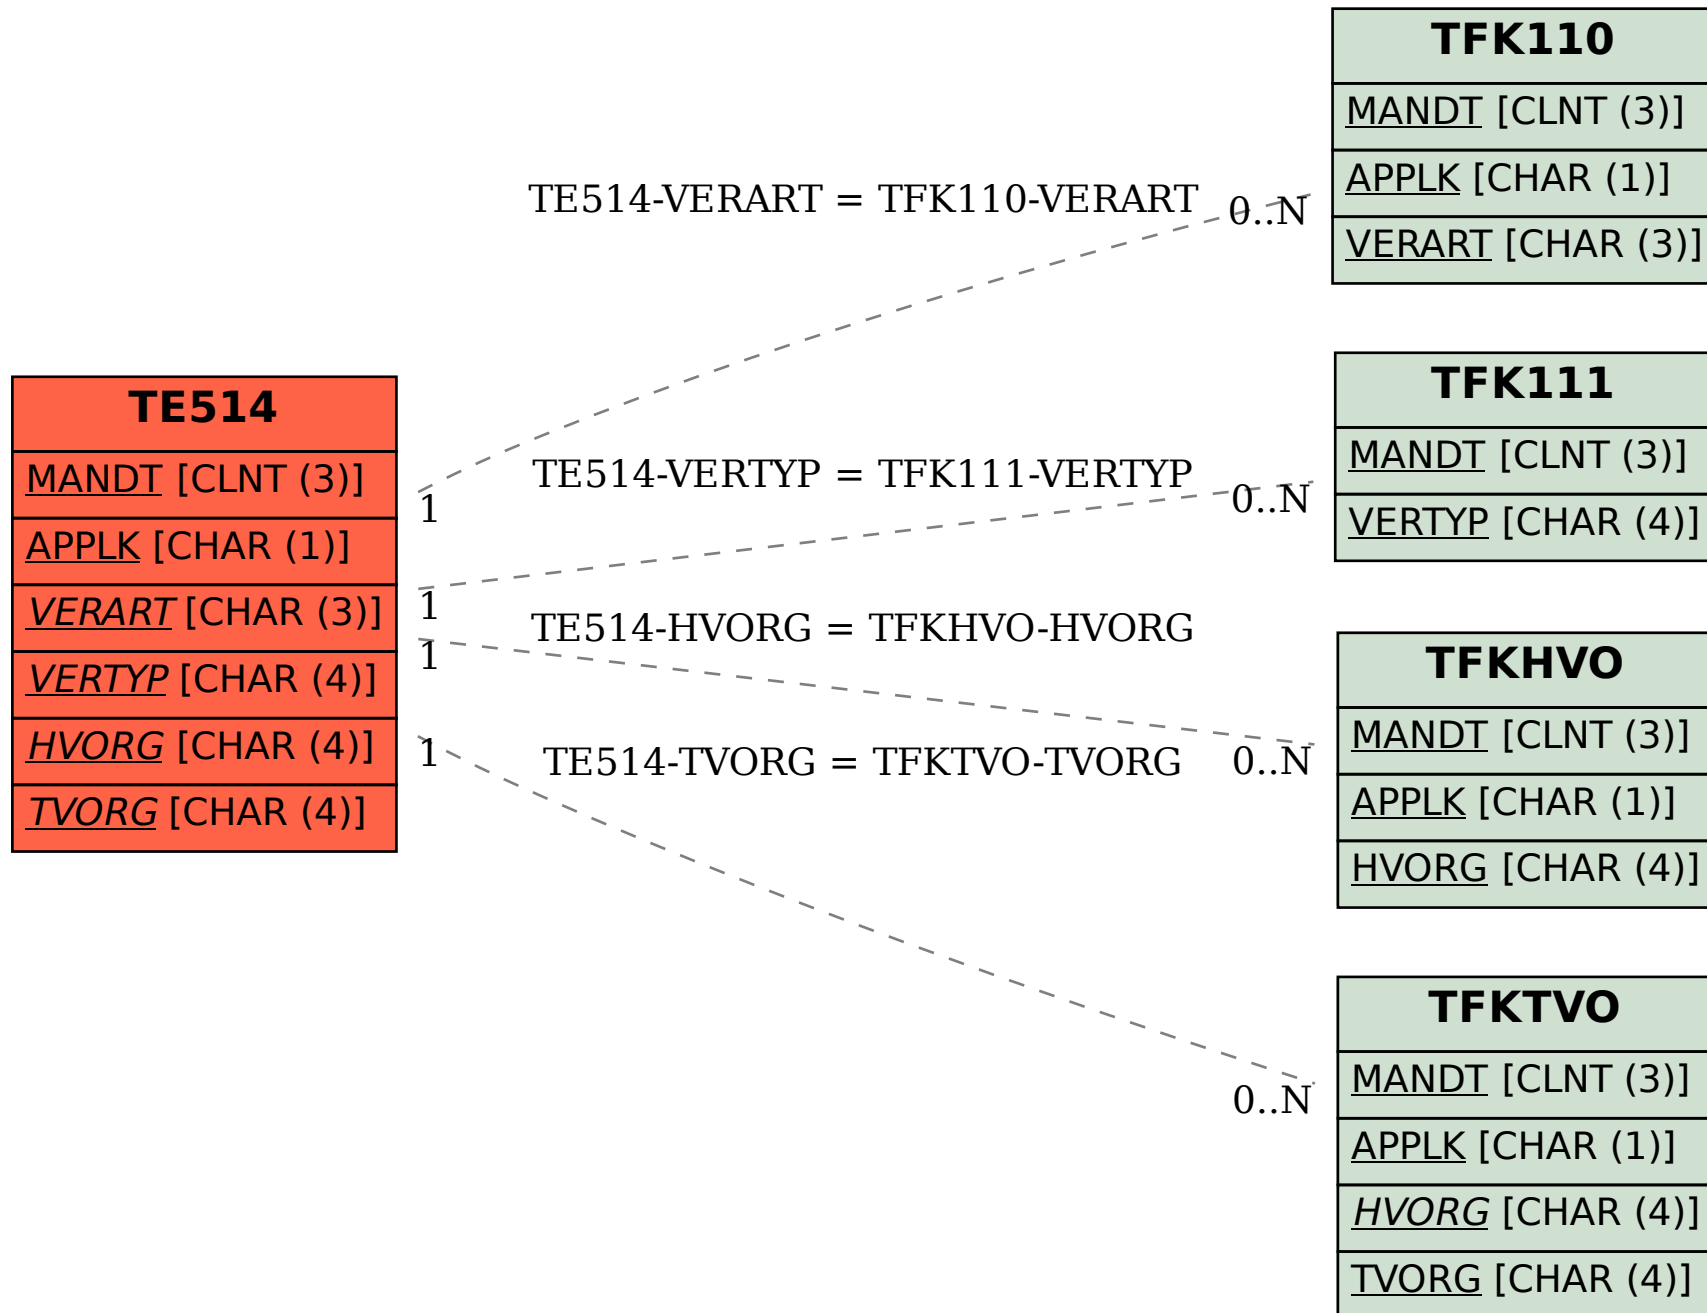 TFK110
MANDT [CLNT (3)]
APPLK [CHAR (1)]
VERART [CHAR (3)]
TE514-VERART = TFK110-VERART
0..N
TFK111
MANDT [CLNT (3)]
VERTYP [CHAR (4)]
TE514
MANDT [CLNT (3)]
APPLK [CHAR (1)]
VERART [CHAR (3)]
VERTYP [CHAR (4)]
HVORG [CHAR (4)]
TVORG [CHAR (4)]
1
TE514-VERTYP = TFK111-VERTYP
0..N
1
TE514-HVORG = TFKHVO-HVORG
1
0..N
1
TE514-TVORG = TFKTVO-TVORG
0..N
TFKHVO
MANDT [CLNT (3)]
APPLK [CHAR (1)]
HVORG [CHAR (4)]
TFKTVO
MANDT [CLNT (3)]
APPLK [CHAR (1)]
HVORG [CHAR (4)]
TVORG [CHAR (4)]